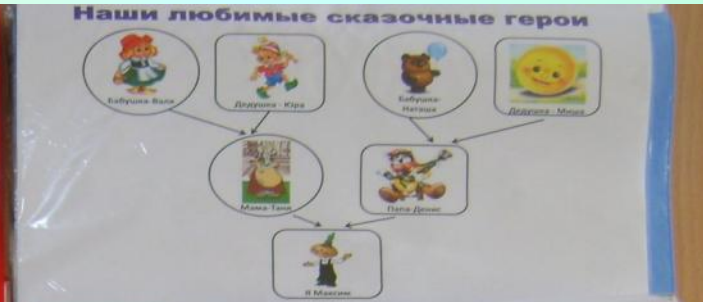 Наши любимые сказочные герои
Бабушка-Валя
Дедушка - Юра
Бабушка-
Наташа
Дедушка - Миша
Мама-Таня
Папа-Денис
Я Максим